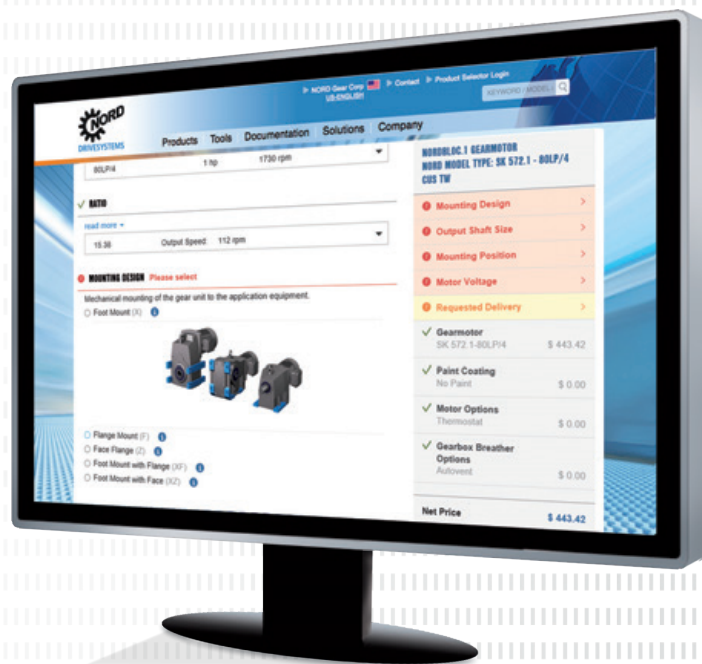 NORD Gear Corp
US-ENGLISH
Contact
Product Selector Login
NORD
DRIVESYSTEMS
KEYWORD / MODEL
Products Tools Documentation Solutions Company
80LP/4 1 hp 1730 rpm
RATIO
read more
15.38 Output Speed 112 rpm
MOUNTING DESIGN Please select
Mechanical mounting of the gear unit to the application equipment.
Foot Mount (X)
Flange Mount (F)
Face Flange (Z)
Foot Mount with Flange (XF)
Foot Mount with Face (XZ)
NORDBLOC.1 GEARMOTOR
NORD MODEL TYPE: SK 572.1 - 80LP/4
CUS TW
Mounting Design
Output Shaft Size
Mounting Position
Motor Voltage
Requested Delivery
Gearmotor
SK 572.1-80LP/4 $ 443.42
Paint Coating
No Paint $ 0.00
Motor Options
Thermostat $ 0.00
Gearbox Breather
Options
Autovent $ 0.00
Net Price $ 443.42